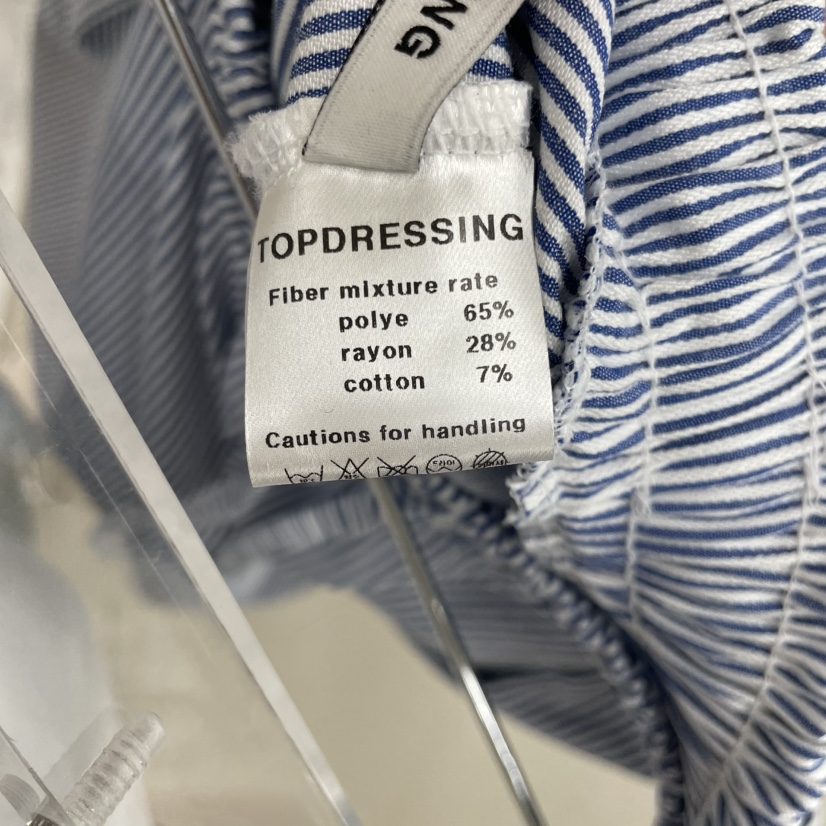 NG
TOPDRESSING
Fiber mixture rate
polye 65%
rayon 28%
cotton 7%
Cautions for handling